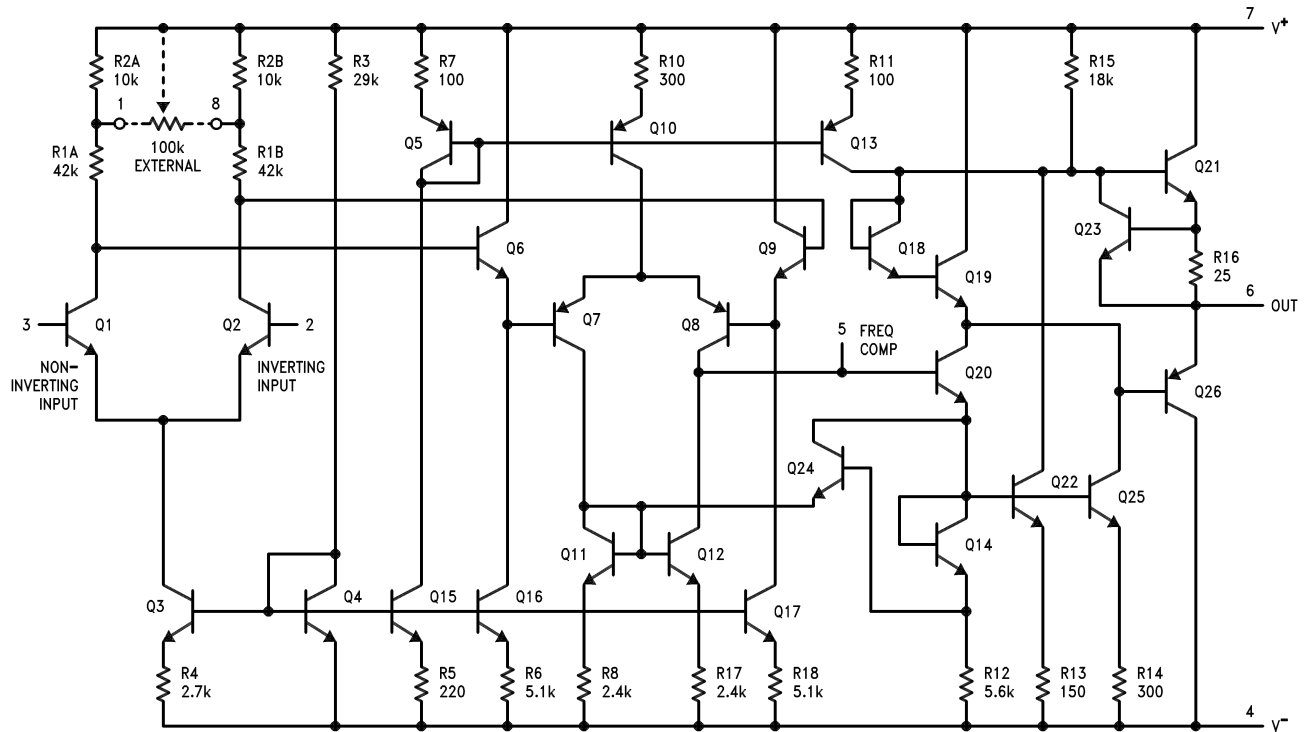 7
V+
R2A
10k
R2B
10k
R3
29k
R7
100
R10
300
R11
100
R15
18k
1
8
100k
EXTERNAL
R1A
42k
R1B
42k
Q5
Q10
Q13
Q21
Q6
Q9
Q18
Q23
Q19
R16
25
6
OUT
3
Q1
Q2
2
Q7
Q8
5
FREQ
COMP
Q20
Q26
NON-
INVERTING
INPUT
INVERTING
INPUT
Q24
Q22
Q25
Q11
Q12
Q14
Q3
Q4
Q15
Q16
Q17
R4
2.7k
R5
220
R6
5.1k
R8
2.4k
R17
2.4k
R18
5.1k
R12
5.6k
R13
150
R14
300
4
V−